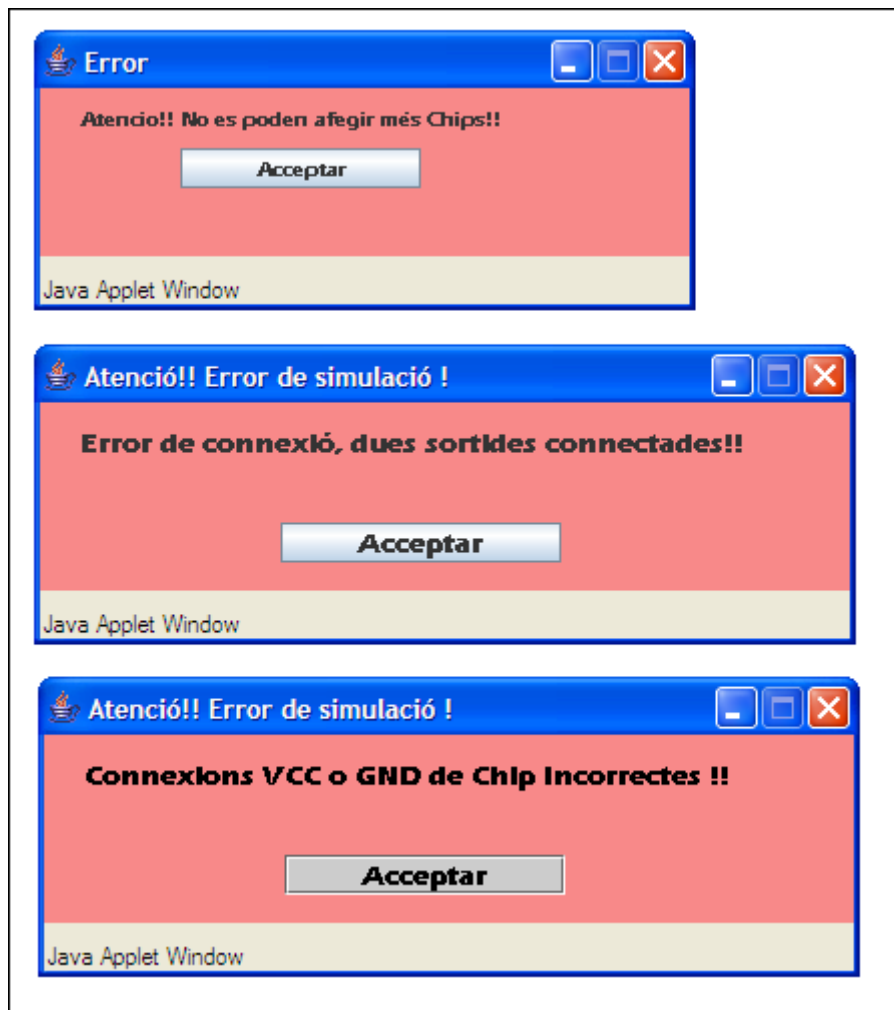 Error
Atencio!! No es poden afegir més Chips!!
Acceptar
Java Applet Window
Atenció!! Error de simulació !
Error de connexió, dues sortides connectades!!
Acceptar
Java Applet Window
Atenció!! Error de simulació !
Connexions VCC o GND de Chip Incorrectes !!
Acceptar
Java Applet Window